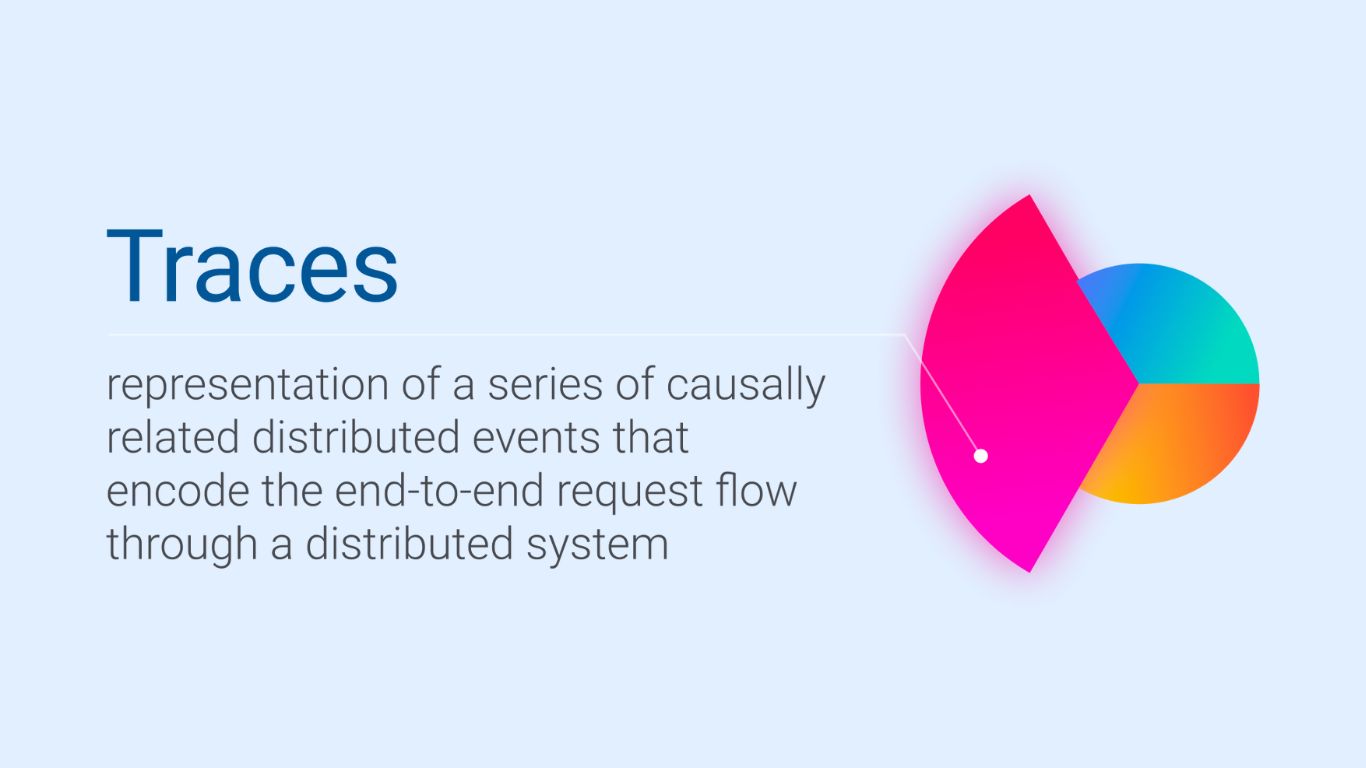 Traces
representation of a series of causally
related distributed events that
encode the end-to-end request flow
through a distributed system